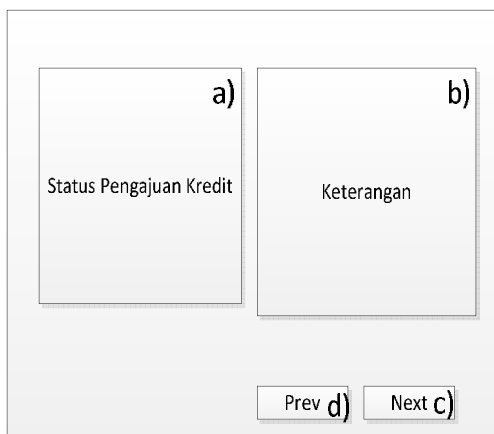 a)
Status Pengajuan Kredit
b)
Keterangan
Prev d)
Next c)